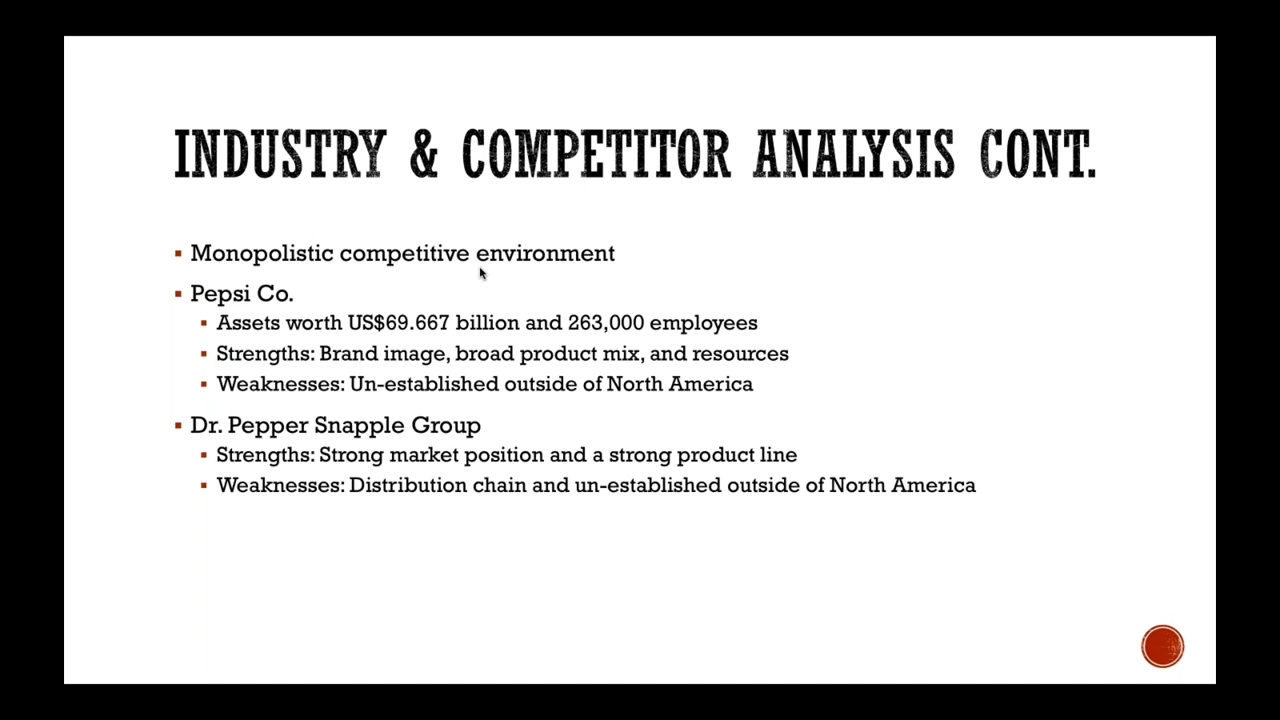 INDUSTRY & COMPETITOR ANALYSIS CONT.
Monopolistic competitive environment
Pepsi Co.
Assets worth US$69.667 billion and 263,000 employees
Strengths: Brand image, broad product mix, and resources
Weaknesses: Un-established outside of North America
Dr. Pepper Snapple Group
Strengths: Strong market position and a strong product line
Weaknesses: Distribution chain and un-established outside of North America